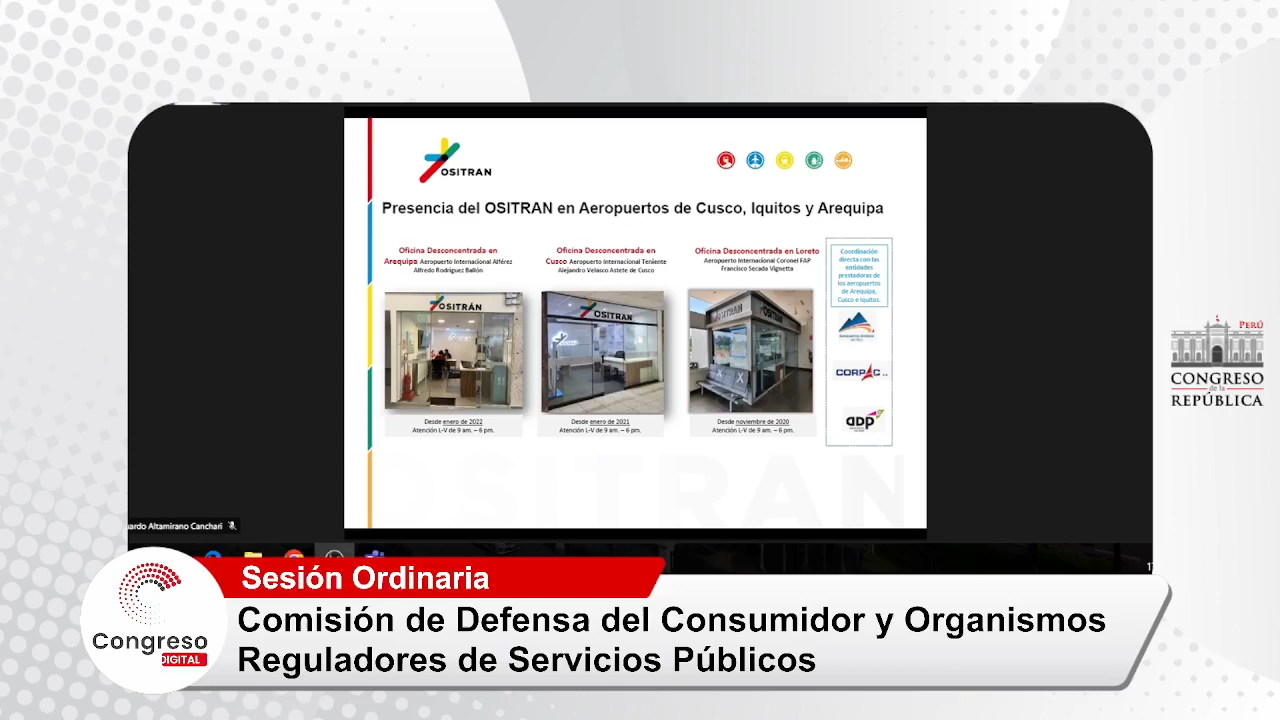 OSITRAN
Presencia del OSITRAN en Aeropuertos de Cusco, Iquitos y Arequipa
Oficina Desconcentrada en
Arequipa Aeropuerto Internacional Alférez
Alfredo Rodríguez Ballón
Oficina Desconcentrada en
Cusco Aeropuerto Internacional Teniente
Alejandro Velasco Astete de Cusco
Oficina Desconcentrada en Loreto
Aeropuerto Internacional Coronel FAP
Francisco Secada Vignetta
Coordinación
directa con las
entidades
prestadoras de
los aeropuertos
de Arequipa,
Cusco e Iquitos.
OSITRÁN
OSITRAN
OSITRAN
OSITRAN
CORPAC
adp
Desde enero de 2022
Atención L-V de 9 am. – 6 pm.
Desde enero de 2021
Atención L-V de 9 am. – 6 pm.
Desde noviembre de 2020
Atención L-V de 9 am. – 6 pm.
OSITRAN
uardo Altamirano Canchari
PERÚ
CONGRESO
de la
REPÚBLICA
Congreso
DIGITAL
Sesión Ordinaria
Comisión de Defensa del Consumidor y Organismos
Reguladores de Servicios Públicos